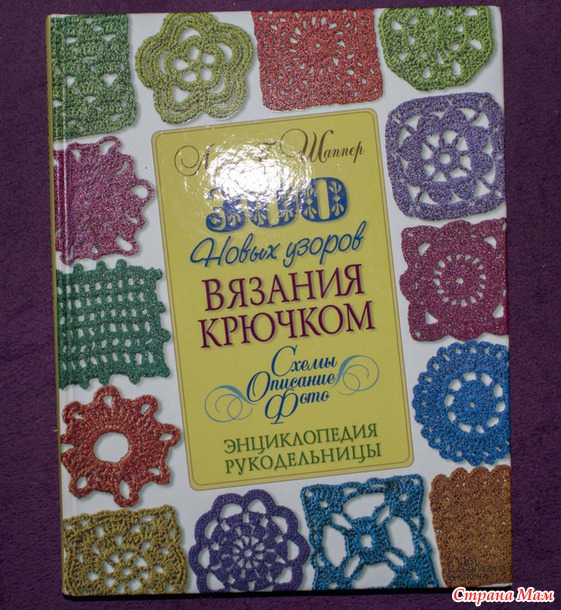 Шаппер
300
Новых узоров
ВЯЗАНИЯ
КРЮЧКОМ
Схемы
Описание
Фото
ЭНЦИКЛОПЕДИЯ
РУКОДЕЛЬНИЦЫ
Страна Мам